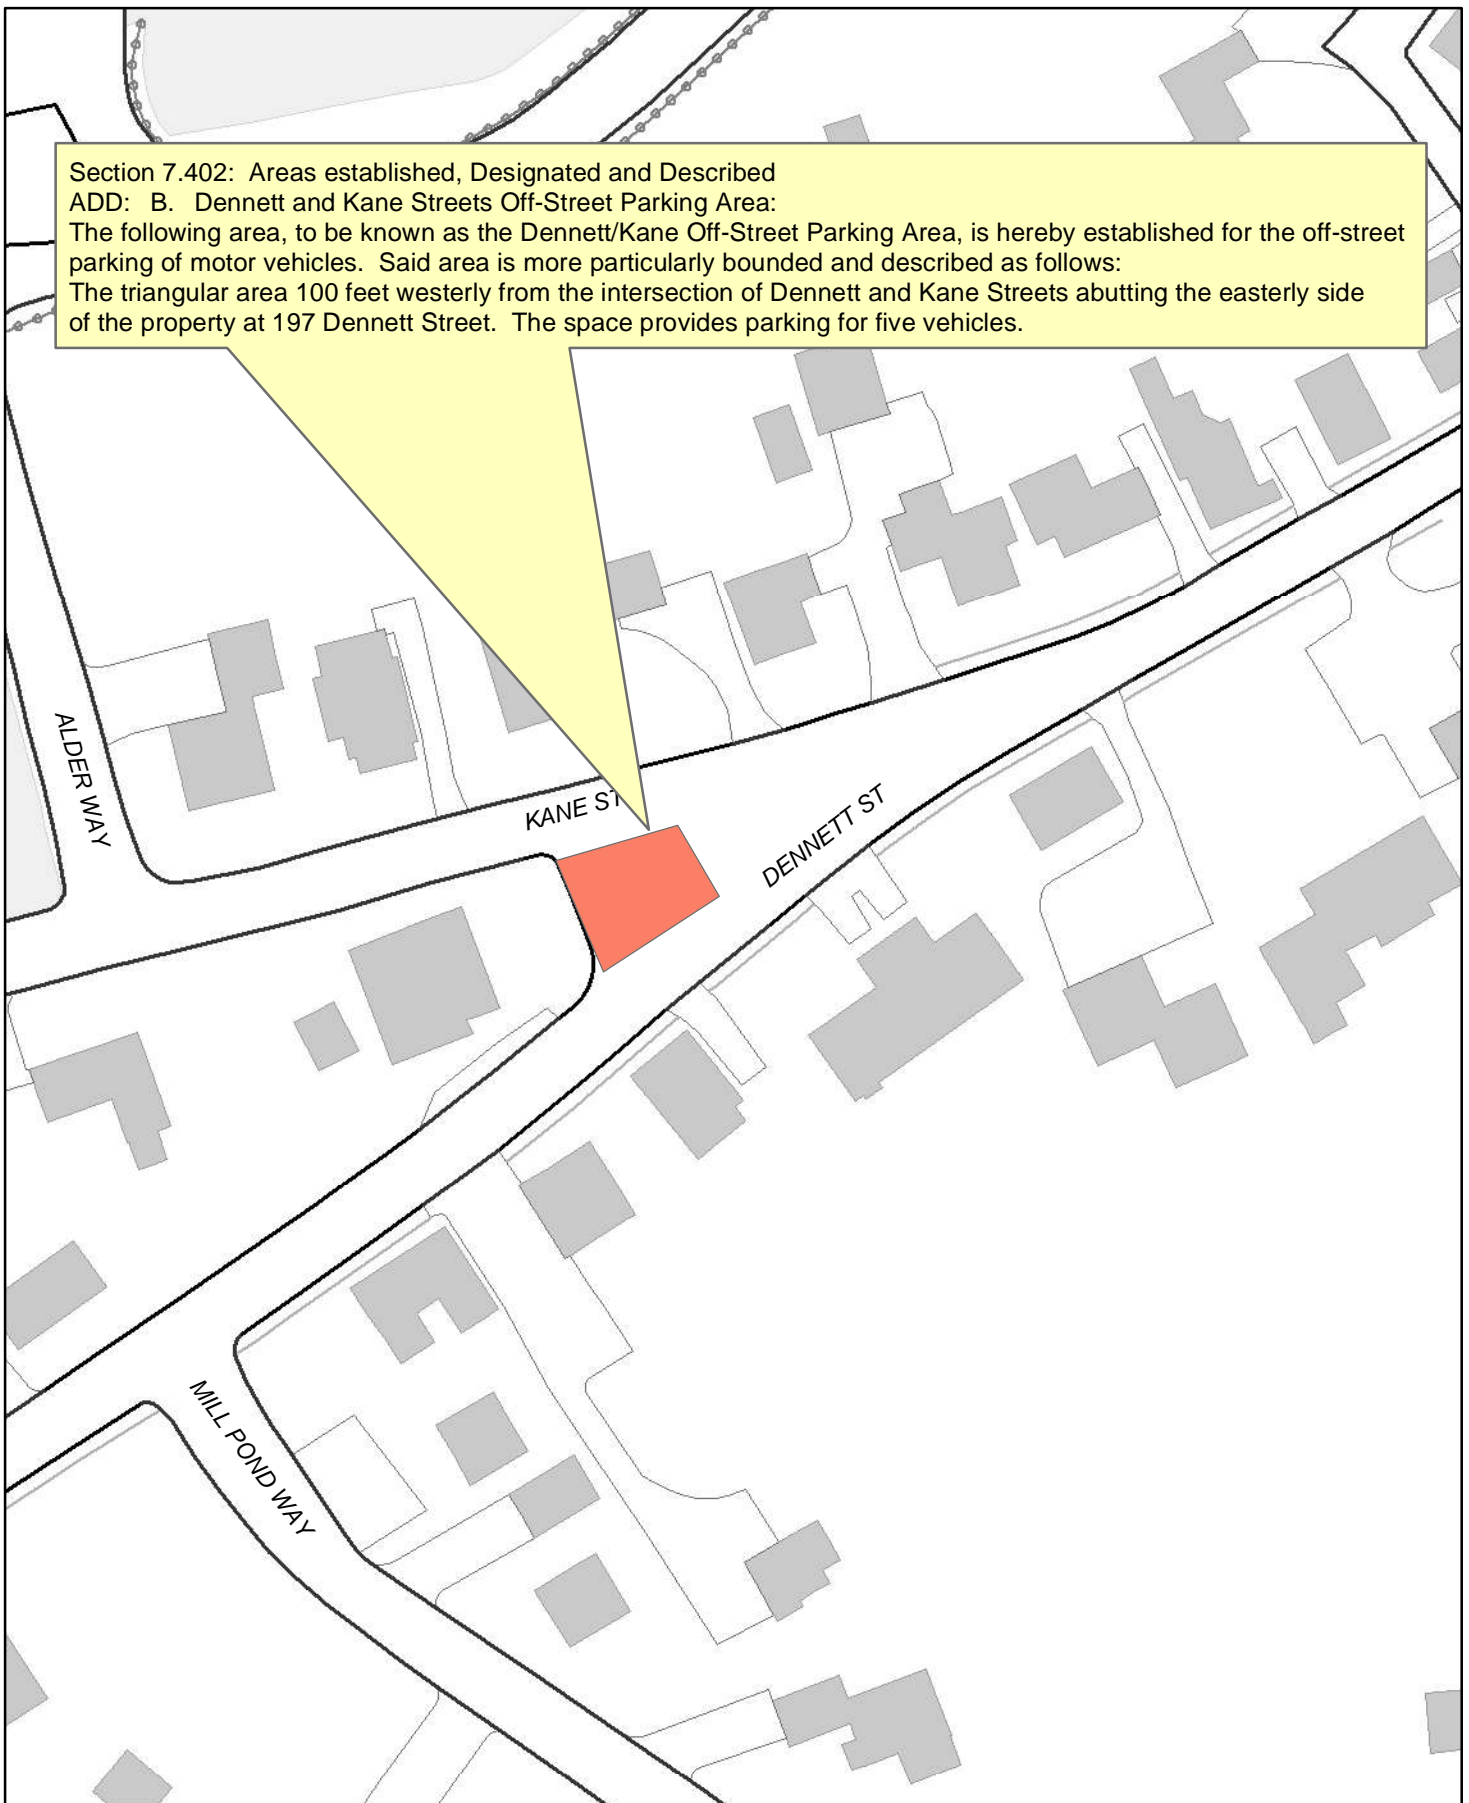 Section 7.402:  Areas established, Designated and Described
ADD:  B.  Dennett and Kane Streets Off-Street Parking Area:
The following area, to be known as the Dennett/Kane Off-Street Parking Area, is hereby established for the off-street
parking of motor vehicles.  Said area is more particularly bounded and described as follows:
The triangular area 100 feet westerly from the intersection of Dennett and Kane Streets abutting the easterly side
of the property at 197 Dennett Street.  The space provides parking for five vehicles.
ALDER WAY
KANE ST
DENNETT ST
MILL POND WAY